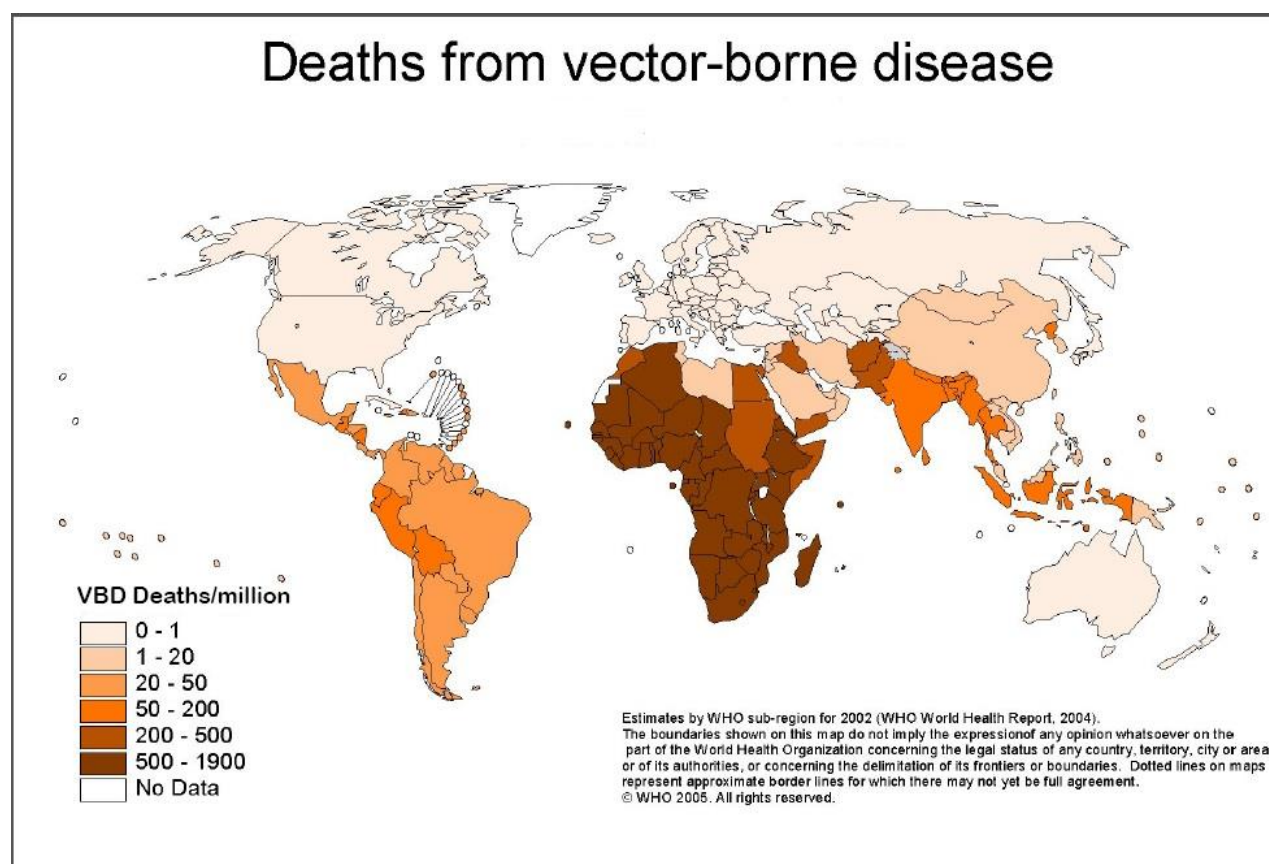 Deaths from vector-borne disease
VBD Deaths/million
0 - 1
1 - 20
20 - 50
50 - 200
200 - 500
500 - 1900
No Data
Estimates by WHO sub-region for 2002 (WHO World Health Report, 2004).
The boundaries shown on this map do not imply the expressionof any opinion whatsoever on the
part of the World Health Organization concerning the legal status of any country, territory, city or area
or of its authorities, or concerning the delimitation of its frontiers or boundaries. Dotted lines on maps
represent approximate border lines for which there may not yet be full agreement.
© WHO 2005. All rights reserved.